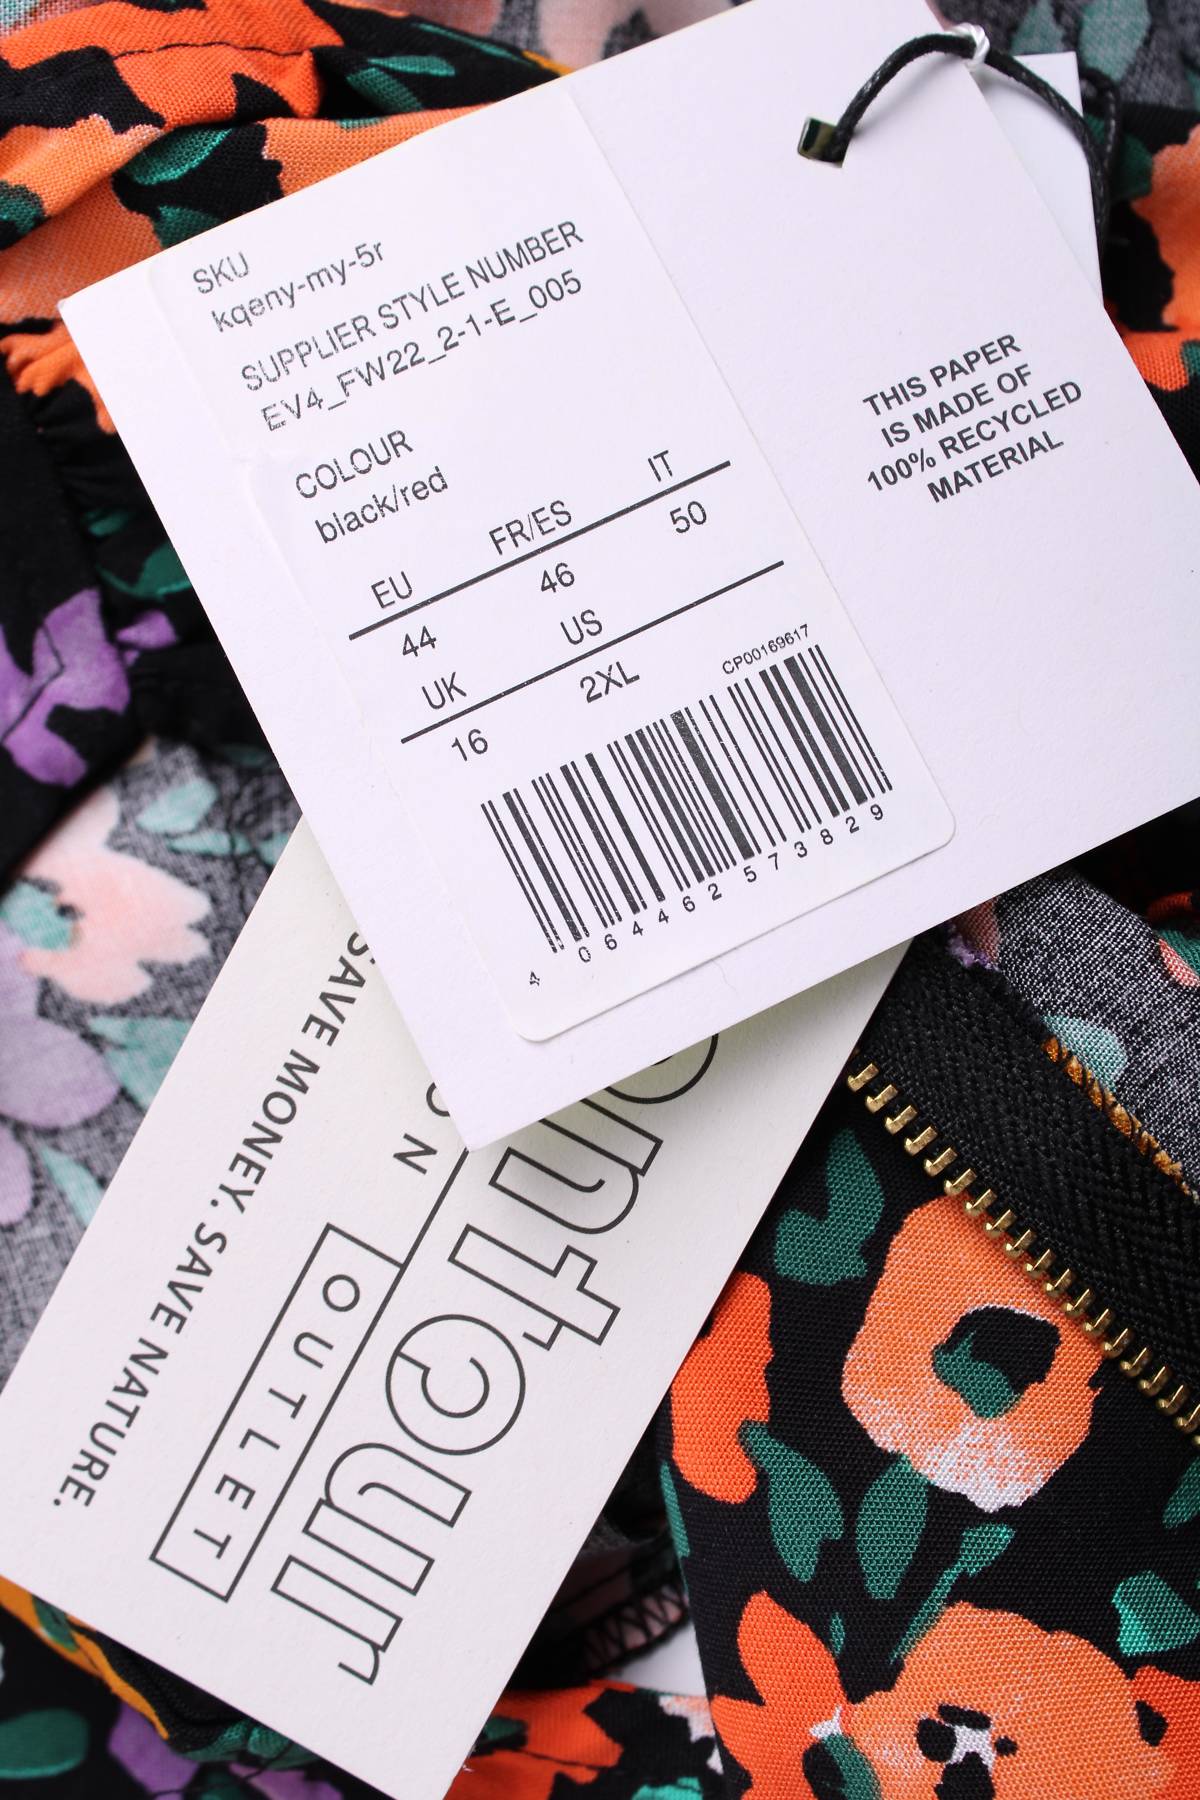 SKU
kqeny-my-5r
SUPPLIER STYLE NUMBER
EV4_FW22_2-1-E_005
COLOUR
black/red
EU FR/ES IT
44 46 50
UK US
16 2XL
CP00169617
4 064462 573829
THIS PAPER
IS MADE OF
100% RECYCLED
MATERIAL
SAVE MONEY. SAVE NATURE.
OUTLET